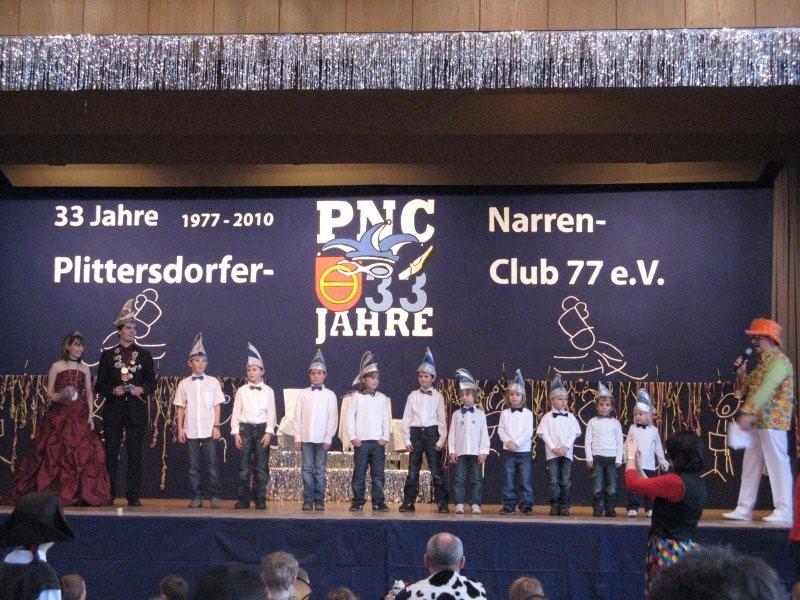 33 Jahre 1977 - 2010
Plittersdorfer-
PNC
33
JAHRE
Narren-
Club 77 e.V.